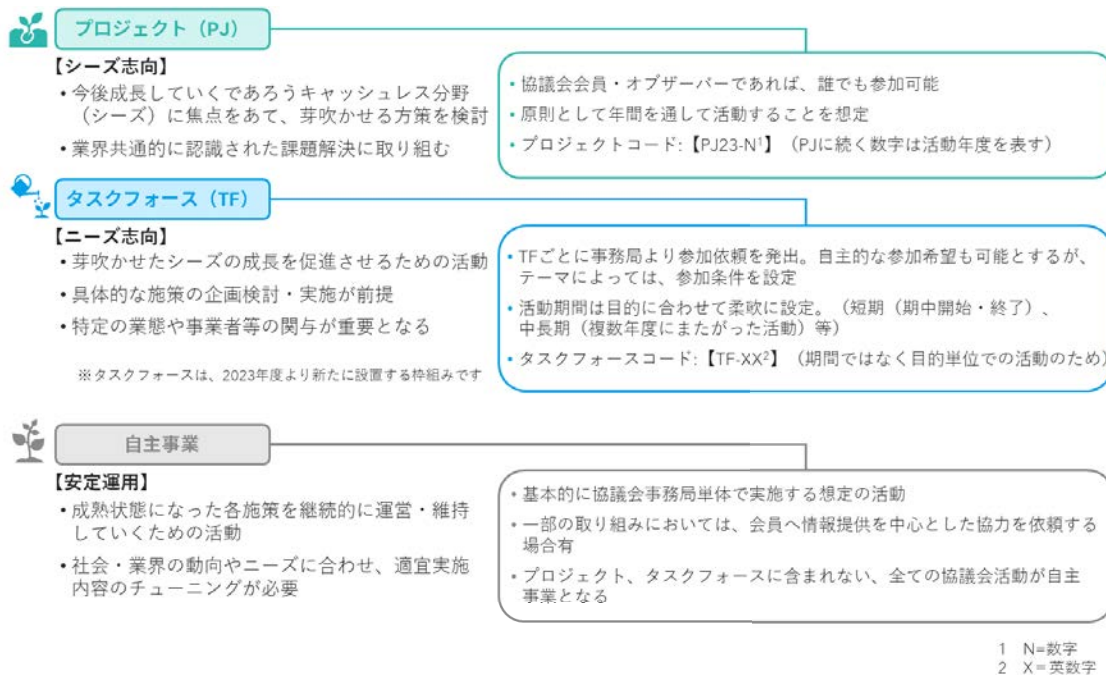 プロジェクト（PJ）
【シーズ志向】
• 今後成長していくであろうキャッシュレス分野
（シーズ）に焦点をあて、芽吹かせる方策を検討
• 業界共通的に認識された課題解決に取り組む
• 協議会会員・オブザーバーであれば、誰でも参加可能
• 原則として年間を通して活動することを想定
• プロジェクトコード:【PJ23-N¹】（PJに続く数字は活動年度を表す）
タスクフォース（TF）
【ニーズ志向】
• 芽吹かせたシーズの成長を促進させるための活動
• 具体的な施策の企画検討・実施が前提
• 特定の業態や事業者等の関与が重要となる
※タスクフォースは、2023年度より新たに設置する枠組みです
• TFごとに事務局より参加依頼を発出。自主的な参加希望も可能とするが、
テーマによっては、参加条件を設定
• 活動期間は目的に合わせて柔軟に設定。（短期（期中開始・終了）、
中長期（複数年度にまたがった活動）等）
• タスクフォースコード:【TF-XX²】（期間ではなく目的単位での活動のため）
自主事業
【安定運用】
• 成熟状態になった各施策を継続的に運営・維持
していくための活動
• 社会・業界の動向やニーズに合わせ、適宜実施
内容のチューニングが必要
• 基本的に協議会事務局単体で実施する想定の活動
• 一部の取り組みにおいては、会員へ情報提供を中心とした協力を依頼する
場合有
• プロジェクト、タスクフォースに含まれない、全ての協議会活動が自主
事業となる
1 N=数字
2 X=英数字